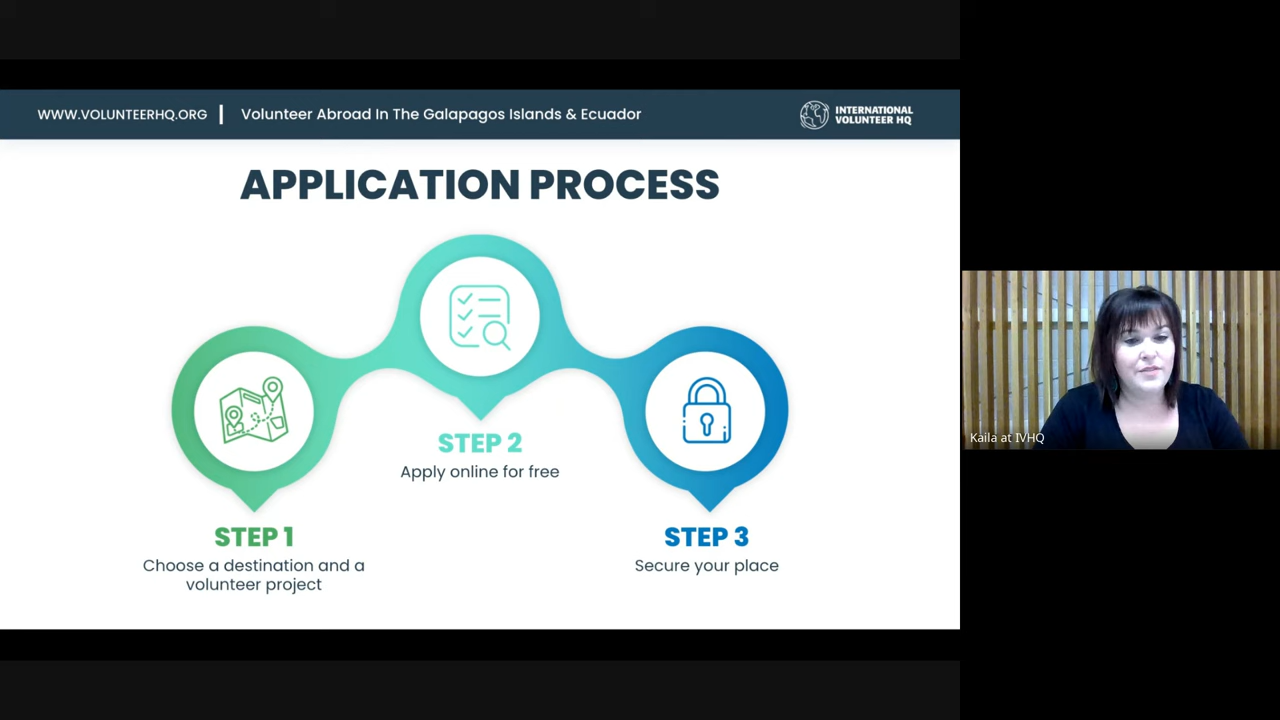 WWW.VOLUNTEERHQ.ORG | Volunteer Abroad In The Galapagos Islands & Ecuador
INTERNATIONAL
VOLUNTEER HQ
APPLICATION PROCESS
STEP 2
Apply online for free
STEP 1
Choose a destination and a
volunteer project
STEP 3
Secure your place
Kaila at IVHQ